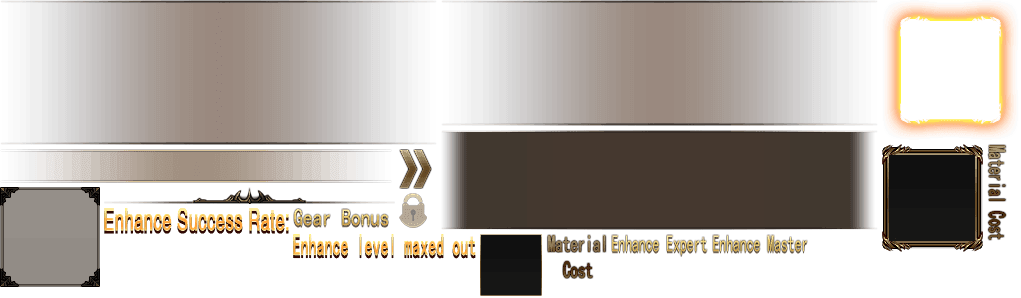 Material Cost
Enhance Success Rate:
Gear Bonus
Enhance level maxed out
Material
Cost
Enhance Expert
Enhance Master